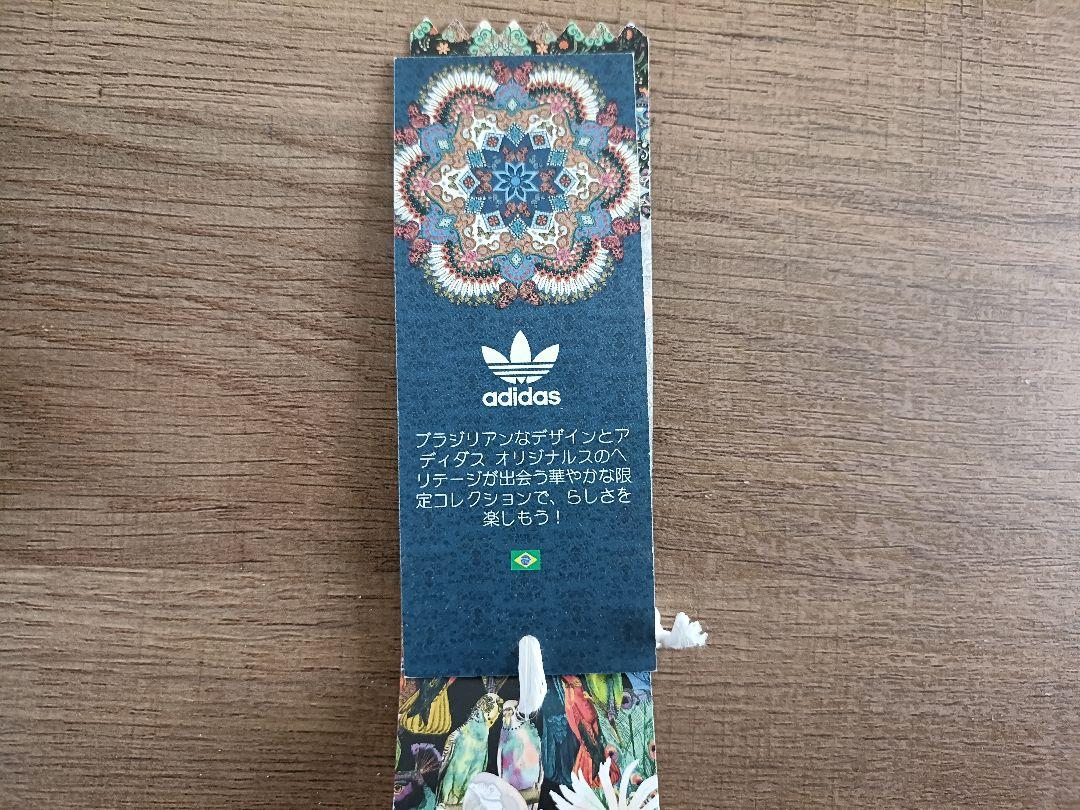 adidas
ブラジリアンなデザインとア
ディダス オリジナルスのヘ
リテージが出会う華やかな限
定コレクションで、らしさを
楽しもう！